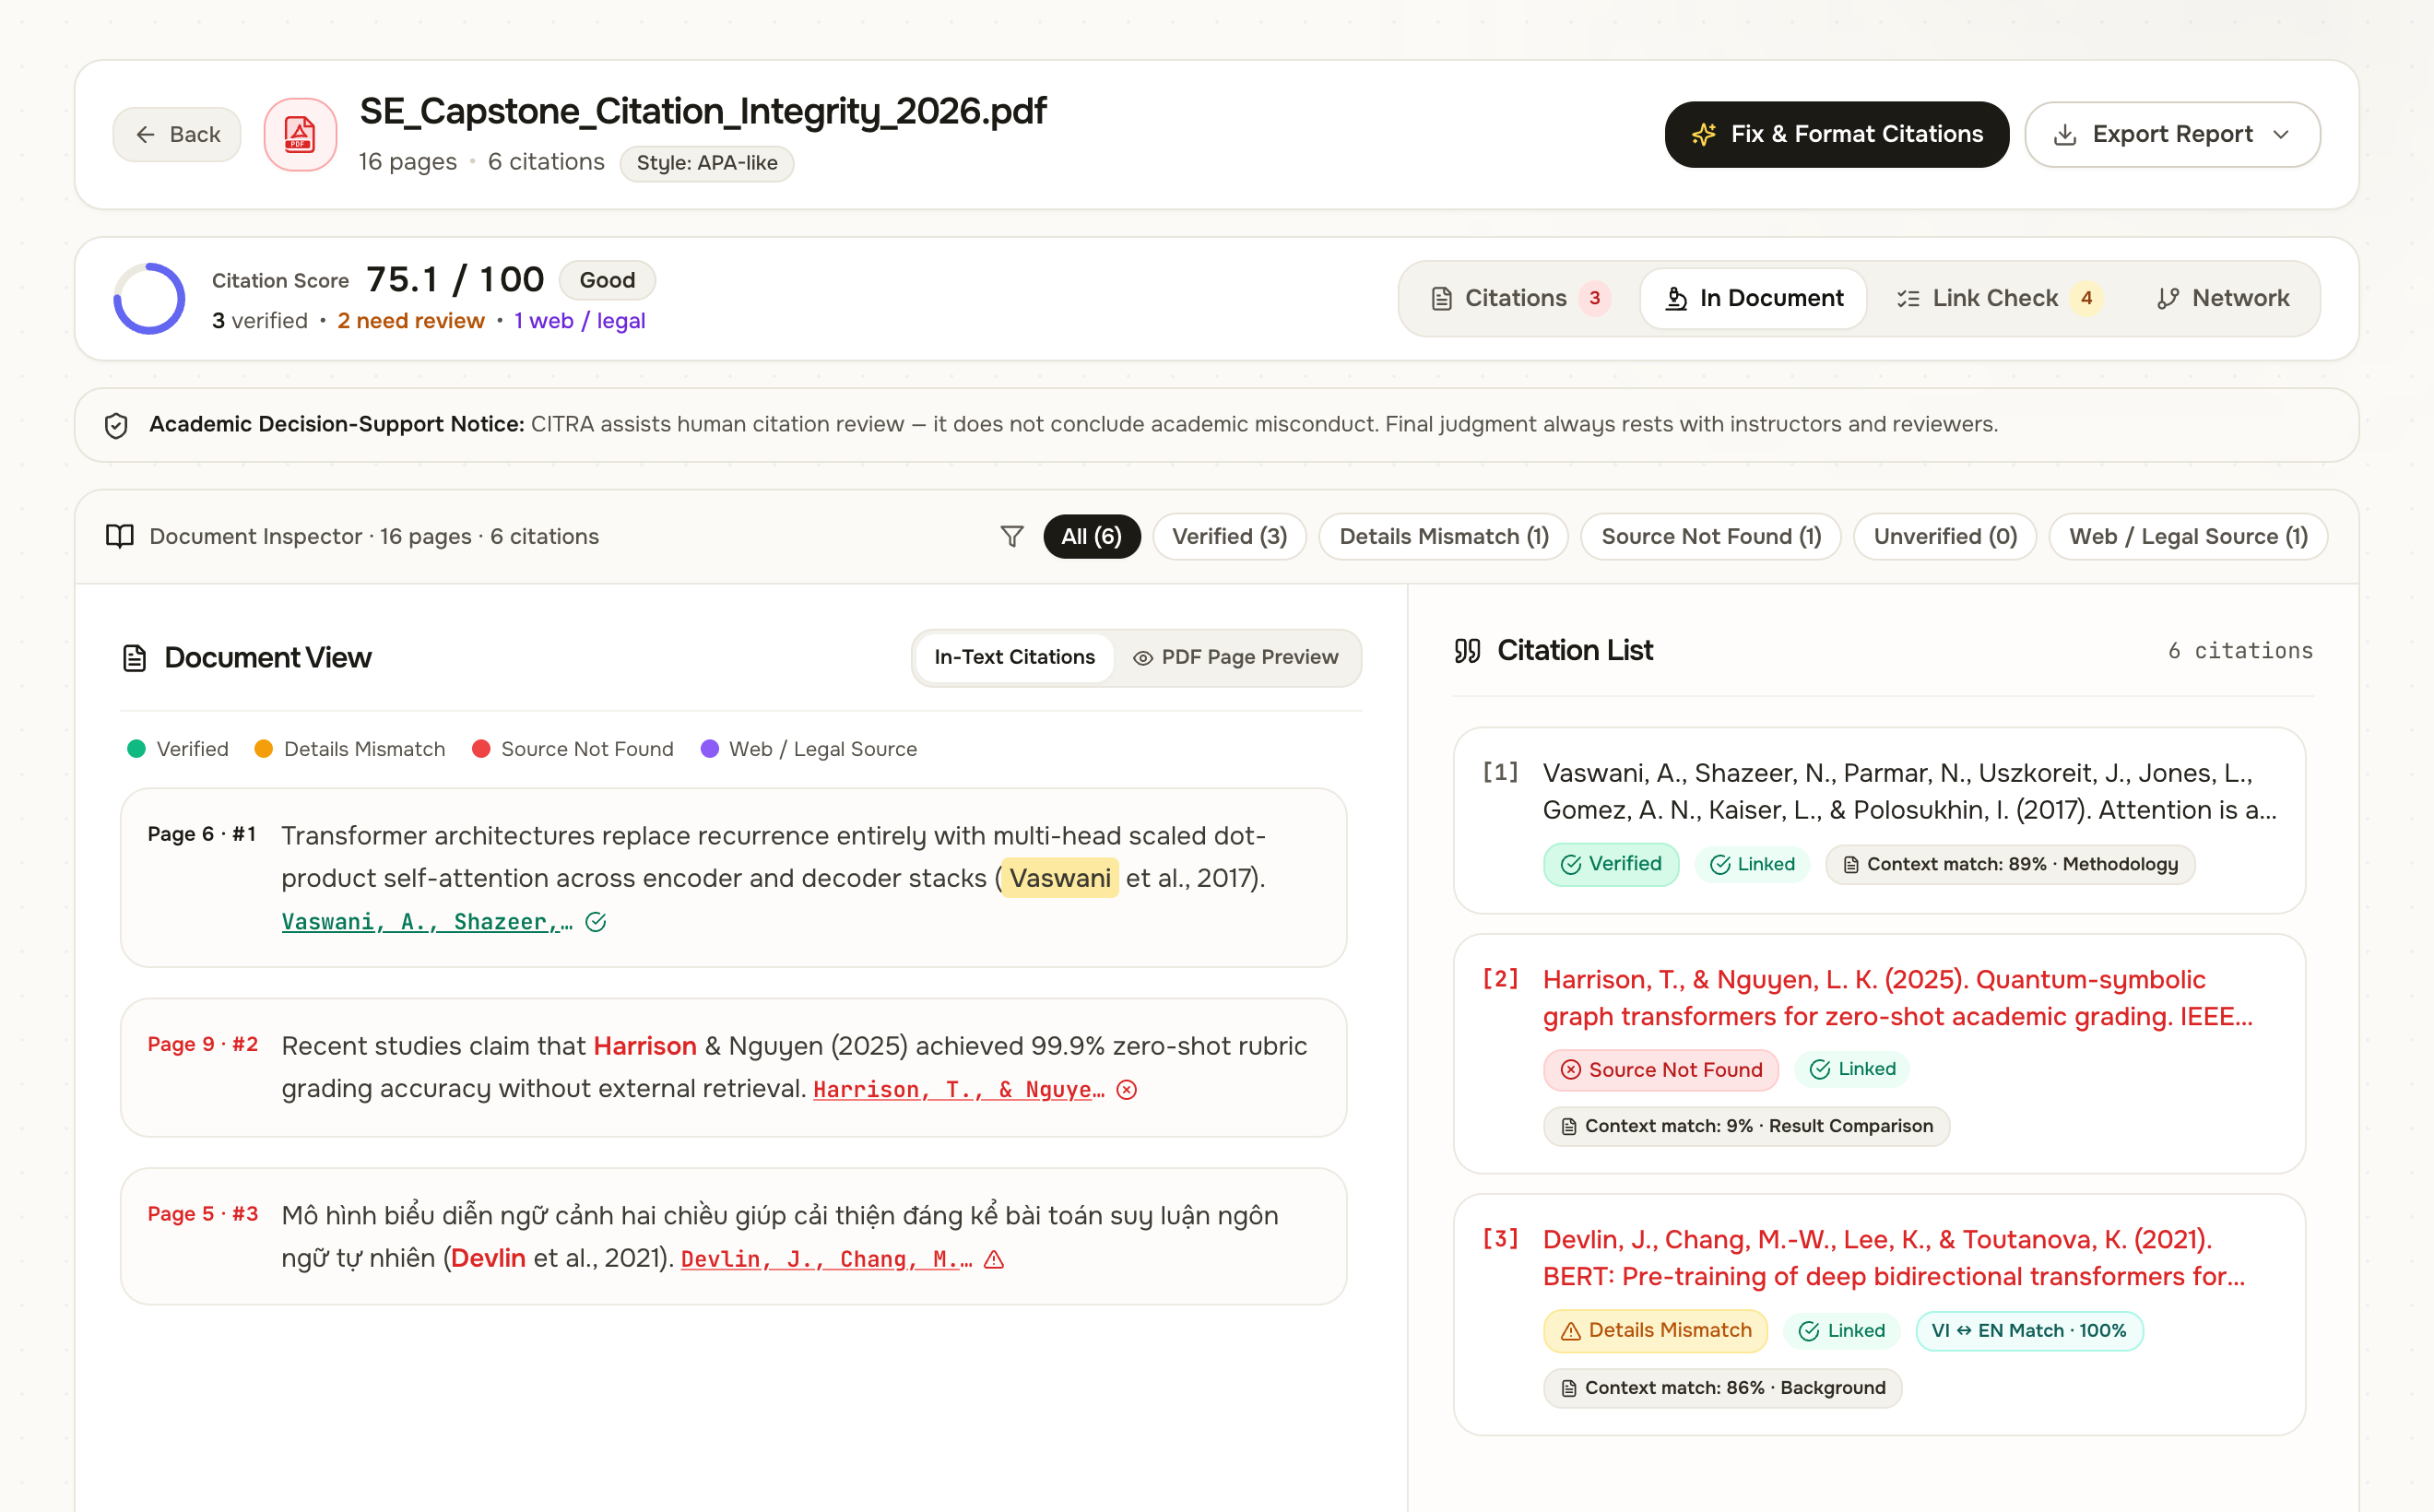 Back
PDF
SE_Capstone_Citation_Integrity_2026.pdf
16 pages • 6 citations Style: APA-like
Fix & Format Citations
Export Report
Citation Score 75.1 / 100 Good
3 verified • 2 need review • 1 web / legal
Citations 3
In Document
Link Check 4
Network
Academic Decision-Support Notice: CITRA assists human citation review — it does not conclude academic misconduct. Final judgment always rests with instructors and reviewers.
Document Inspector · 16 pages · 6 citations
All (6)
Verified (3)
Details Mismatch (1)
Source Not Found (1)
Unverified (0)
Web / Legal Source (1)
Document View
In-Text Citations
PDF Page Preview
Verified
Details Mismatch
Source Not Found
Web / Legal Source
Page 6 · #1
Transformer architectures replace recurrence entirely with multi-head scaled dot-
product self-attention across encoder and decoder stacks (Vaswani et al., 2017).
Vaswani, A., Shazeer,…
Page 9 · #2
Recent studies claim that Harrison & Nguyen (2025) achieved 99.9% zero-shot rubric
grading accuracy without external retrieval. Harrison, T., & Nguye…
Page 5 · #3
Mô hình biểu diễn ngữ cảnh hai chiều giúp cải thiện đáng kể bài toán suy luận ngôn
ngữ tự nhiên (Devlin et al., 2021). Devlin, J., Chang, M.…
Citation List
6 citations
[1]
Vaswani, A., Shazeer, N., Parmar, N., Uszkoreit, J., Jones, L.,
Gomez, A. N., Kaiser, L., & Polosukhin, I. (2017). Attention is a…
Verified
Linked
Context match: 89% · Methodology
[2]
Harrison, T., & Nguyen, L. K. (2025). Quantum-symbolic
graph transformers for zero-shot academic grading. IEEE…
Source Not Found
Linked
Context match: 9% · Result Comparison
[3]
Devlin, J., Chang, M.-W., Lee, K., & Toutanova, K. (2021).
BERT: Pre-training of deep bidirectional transformers for…
Details Mismatch
Linked
VI ↔ EN Match · 100%
Context match: 86% · Background